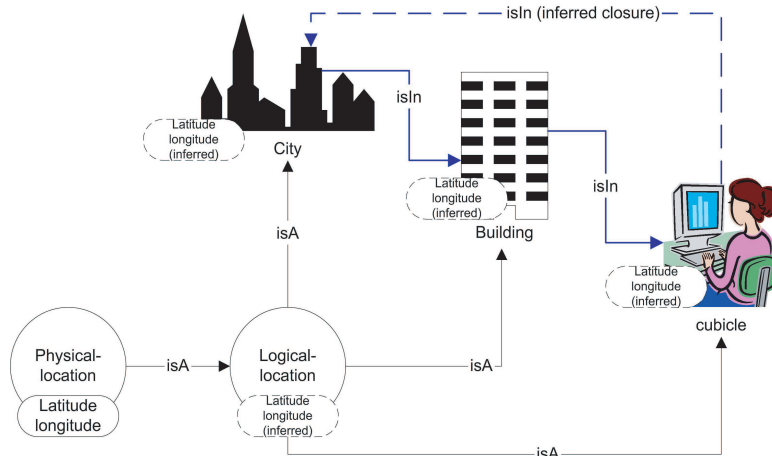 isIn (inferred closure)
isIn
Latitude
longitude
(inferred)
City
Latitude
longitude
(inferred)
isIn
Building
isA
Latitude
longitude
(inferred)
cubicle
Physical-
location
isA
Logical-
location
isA
isA
Latitude
longitude
Latitude
longitude
(inferred)
isA